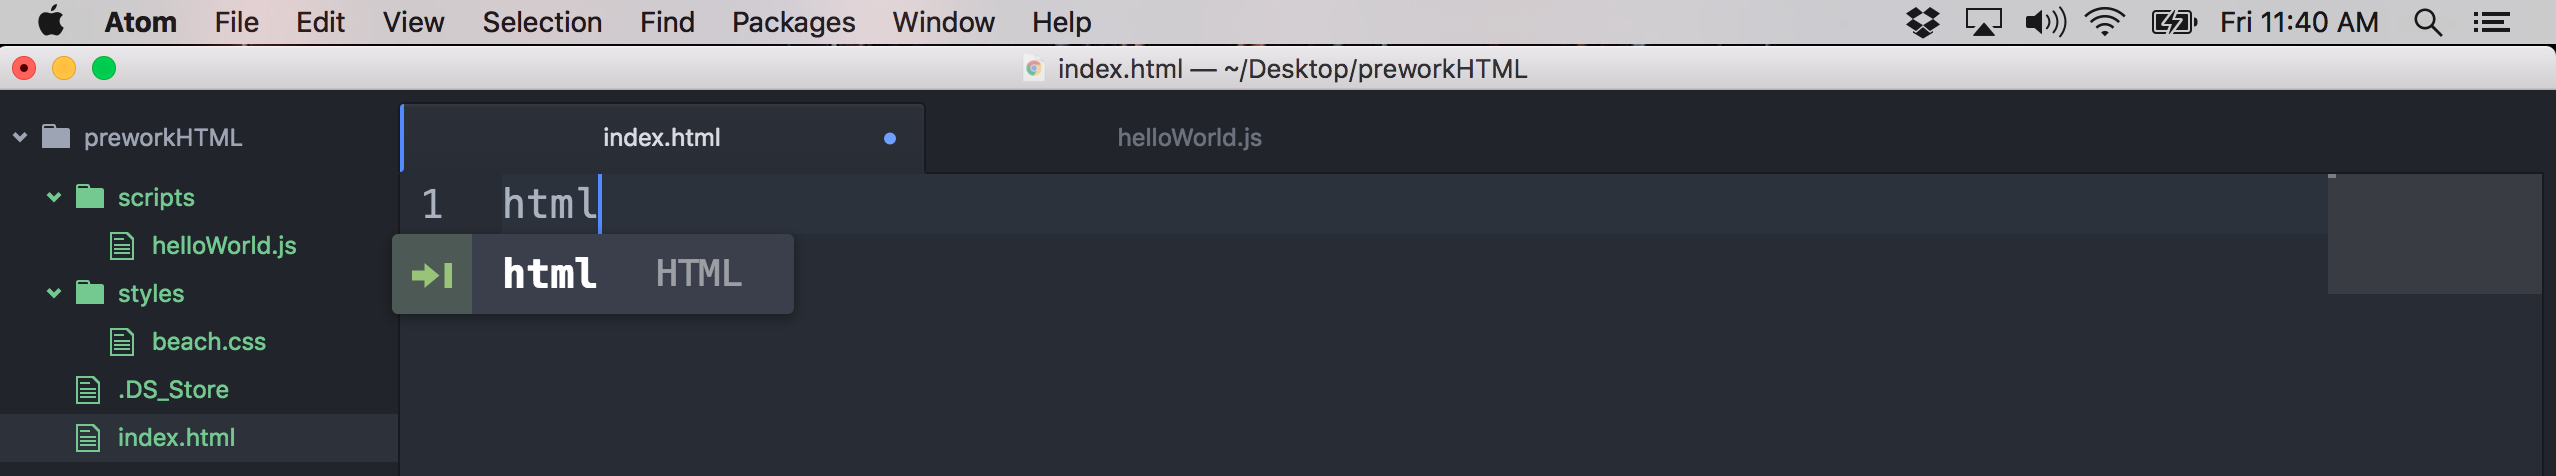 Atom File Edit View Selection Find Packages Window Help Fri 11:40 AM
index.html — ~/Desktop/preworkHTML
preworkHTML
index.html
helloWorld.js
scripts
helloWorld.js
styles
beach.css
.DS_Store
index.html
1 html
html HTML